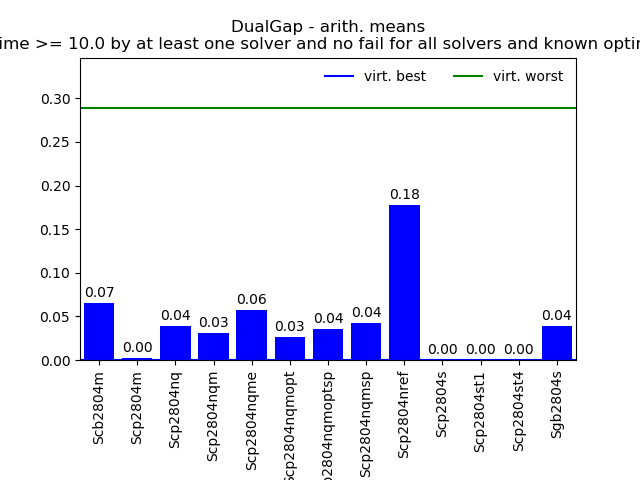 DualGap - arith. means
ime >= 10.0 by at least one solver and no fail for all solvers and known opti
virt. best virt. worst
0.30
0.25
0.20
0.15
0.10
0.05
0.00
0.07
0.00
0.04
0.03
0.06
0.03
0.04
0.04
0.18
0.00
0.00
0.00
0.04
Scb2804m
Scp2804m
Scp2804nq
Scp2804nqm
Scp2804nqme
Scp2804nqmopt
p2804nqmoptsp
Scp2804nqmsp
Scp2804nref
Scp2804s
Scp2804st1
Scp2804st4
Sgb2804s